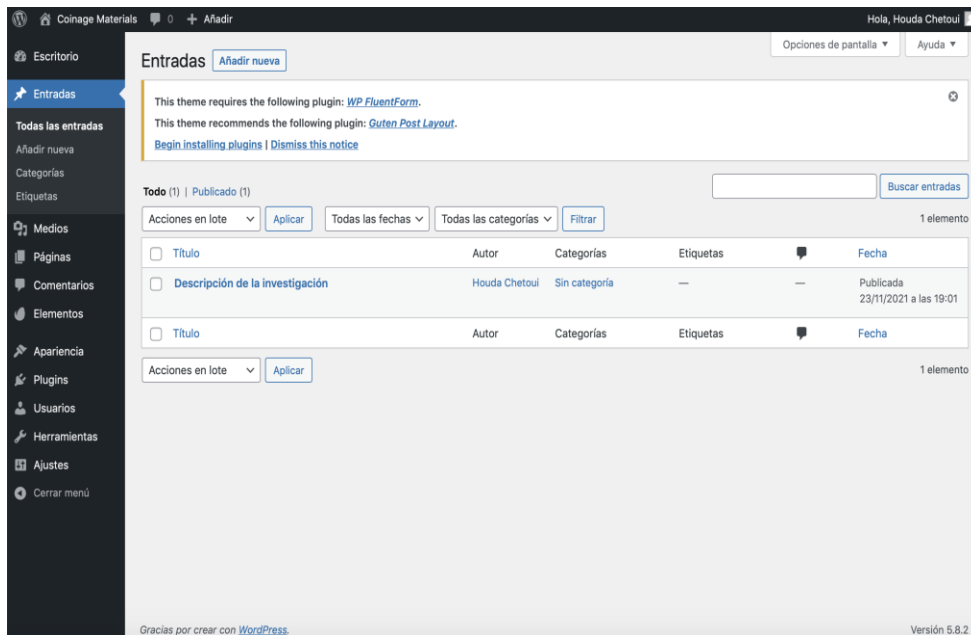 Coinage Materials 0 + Añadir Hola, Houda Chetoui
Opciones de pantalla ▼ Ayuda ▼
Escritorio
Entradas
Todas las entradas
Añadir nueva
Categorías
Etiquetas
Medios
Páginas
Comentarios
Elementos
Apariencia
Plugins
Usuarios
Herramientas
Ajustes
Cerrar menú
Entradas Añadir nueva
This theme requires the following plugin: WP FluentForm.
This theme recommends the following plugin: Guten Post Layout.
Begin installing plugins | Dismiss this notice
Todo (1) | Publicado (1)
Buscar entradas
Acciones en lote Aplicar Todas las fechas Todas las categorías Filtrar 1 elemento
Título Autor Categorías Etiquetas Fecha
Descripción de la investigación Houda Chetoui Sin categoría — — Publicada
23/11/2021 a las 19:01
Título Autor Categorías Etiquetas Fecha
Acciones en lote Aplicar 1 elemento
Gracias por crear con WordPress. Versión 5.8.2